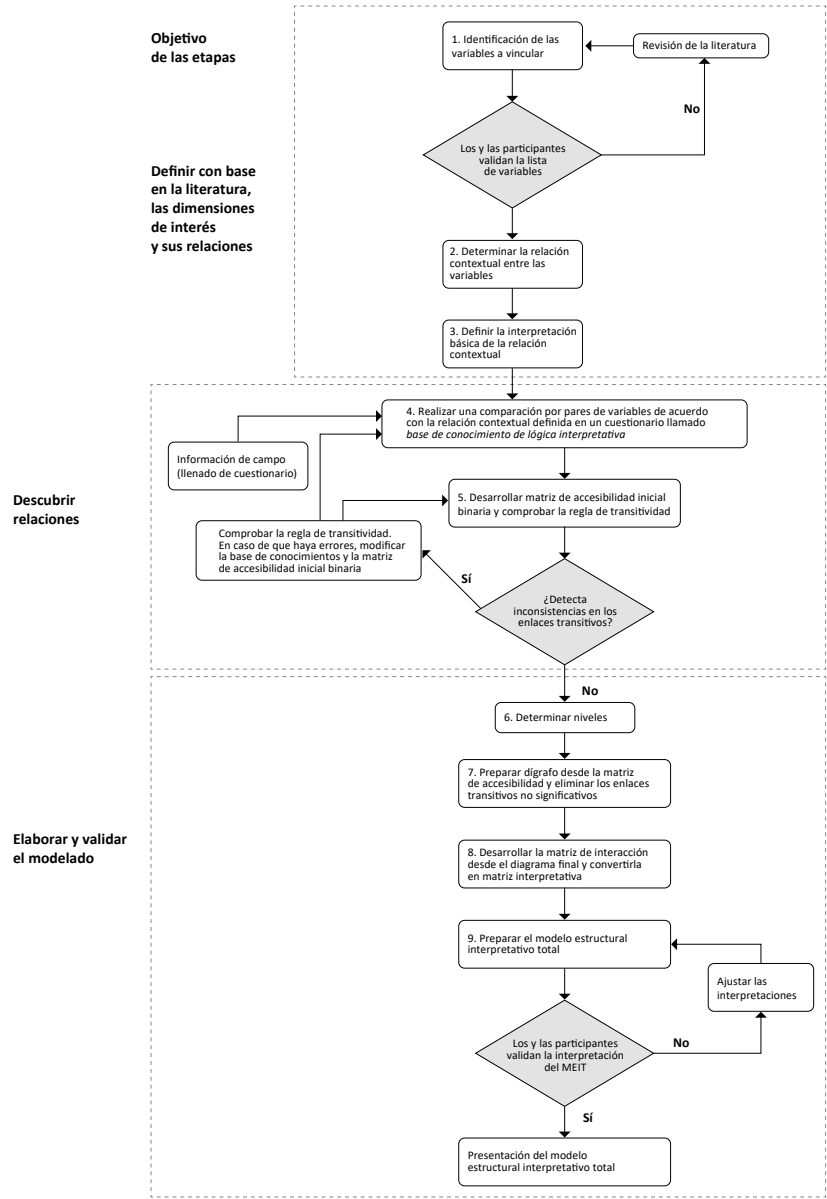 Objetivo
de las etapas
1. Identificación de las
variables a vincular
Revisión de la literatura
No
Los y las participantes
validan la lista
de variables
Definir con base
en la literatura,
las dimensiones
de interés
y sus relaciones
2. Determinar la relación
contextual entre las
variables
3. Definir la interpretación
básica de la relación
contextual
4. Realizar una comparación por pares de variables de acuerdo
con la relación contextual definida en un cuestionario llamado
base de conocimiento de lógica interpretativa
Información de campo
(llenado de cuestionario)
Descubrir
relaciones
5. Desarrollar matriz de accesibilidad inicial
binaria y comprobar la regla de transitividad
Comprobar la regla de transitividad.
En caso de que haya errores, modificar
la base de conocimientos y la matriz
de accesibilidad inicial binaria
Sí
¿Detecta
inconsistencias en los
enlaces transitivos?
No
6. Determinar niveles
7. Preparar dígrafo desde la matriz
de accesibilidad y eliminar los enlaces
transitivos no significativos
Elaborar y validar
el modelado
8. Desarrollar la matriz de interacción
desde el diagrama final y convertirla
en matriz interpretativa
9. Preparar el modelo estructural
interpretativo total
Ajustar las
interpretaciones
Los y las participantes
validan la interpretación
del MEIT
No
Sí
Presentación del modelo
estructural interpretativo total